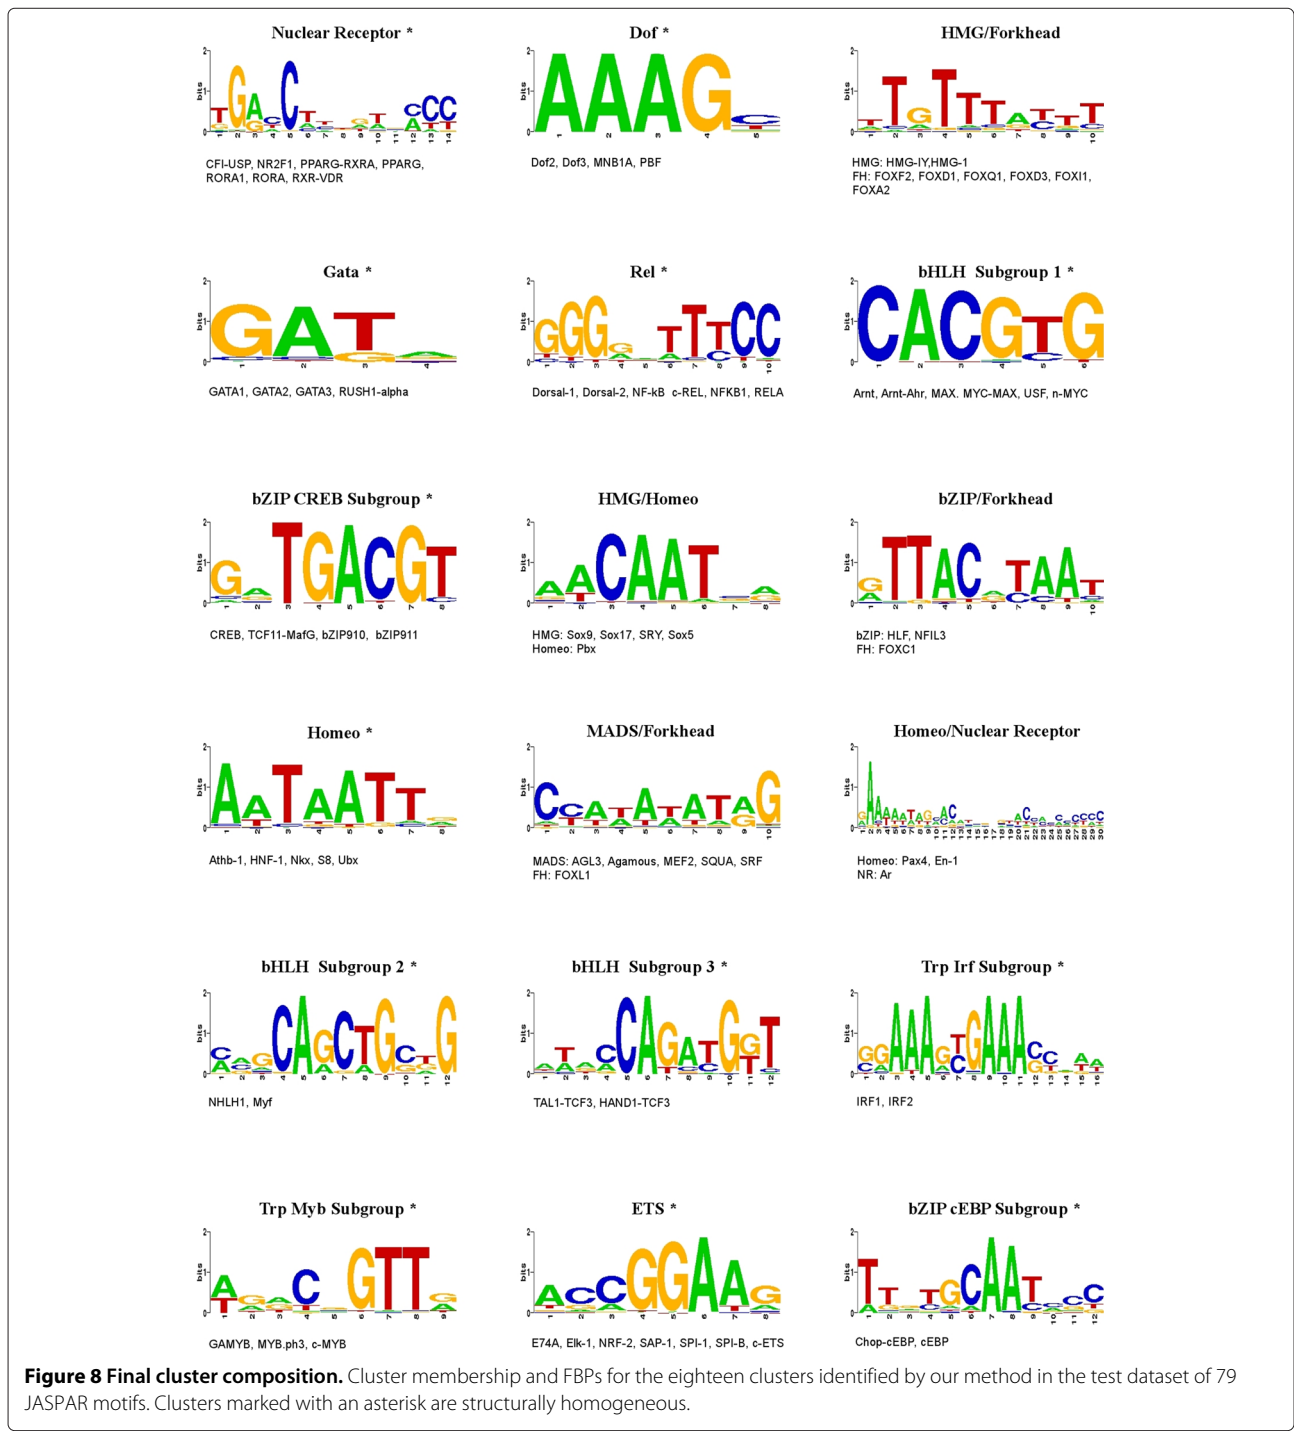 Nuclear Receptor *
CFI-USP, NR2F1, PPARG-RXRA, PPARG,
RORA1, RORA, RXR-VDR
Dof *
Dof2, Dof3, MNB1A, PBF
HMG/Forkhead
HMG: HMG-IY,HMG-1
FH: FOXF2, FOXD1, FOXQ1, FOXD3, FOXI1,
FOXA2
Gata *
GATA1, GATA2, GATA3, RUSH1-alpha
Rel *
Dorsal-1, Dorsal-2, NF-kB c-REL, NFKB1, RELA
bHLH Subgroup 1 *
Arnt, Arnt-Ahr, MAX. MYC-MAX, USF, n-MYC
bZIP CREB Subgroup *
CREB, TCF11-MafG, bZIP910, bZIP911
HMG/Homeo
HMG: Sox9, Sox17, SRY, Sox5
Homeo: Pbx
bZIP/Forkhead
bZIP: HLF, NFIL3
FH: FOXC1
Homeo *
Athb-1, HNF-1, Nkx, S8, Ubx
MADS/Forkhead
MADS: AGL3, Agamous, MEF2, SQUA, SRF
FH: FOXL1
Homeo/Nuclear Receptor
Homeo: Pax4, En-1
NR: Ar
bHLH Subgroup 2 *
NHLH1, Myf
bHLH Subgroup 3 *
TAL1-TCF3, HAND1-TCF3
Trp Irf Subgroup *
IRF1, IRF2
Trp Myb Subgroup *
GAMYB, MYB.ph3, c-MYB
ETS *
E74A, Elk-1, NRF-2, SAP-1, SPI-1, SPI-B, c-ETS
bZIP cEBP Subgroup *
Chop-cEBP, cEBP
Figure 8 Final cluster composition. Cluster membership and FBPs for the eighteen clusters identified by our method in the test dataset of 79
JASPAR motifs. Clusters marked with an asterisk are structurally homogeneous.